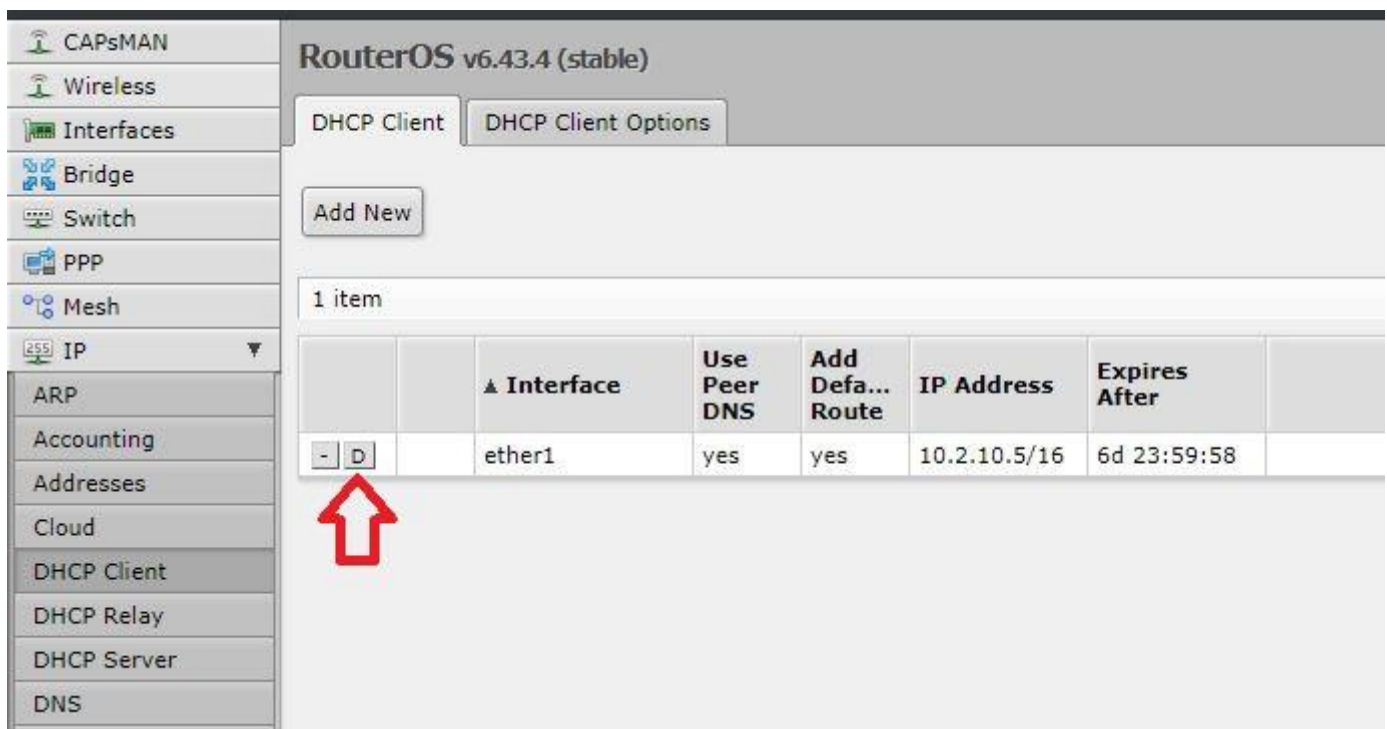 CAPsMAN
Wireless
Interfaces
Bridge
Switch
PPP
Mesh
255 IP ▼
ARP
Accounting
Addresses
Cloud
DHCP Client
DHCP Relay
DHCP Server
DNS
RouterOS v6.43.4 (stable)
DHCP Client DHCP Client Options
Add New
1 item
▲ Interface Use Peer DNS Add Defa... Route IP Address Expires After
- D ether1 yes yes 10.2.10.5/16 6d 23:59:58